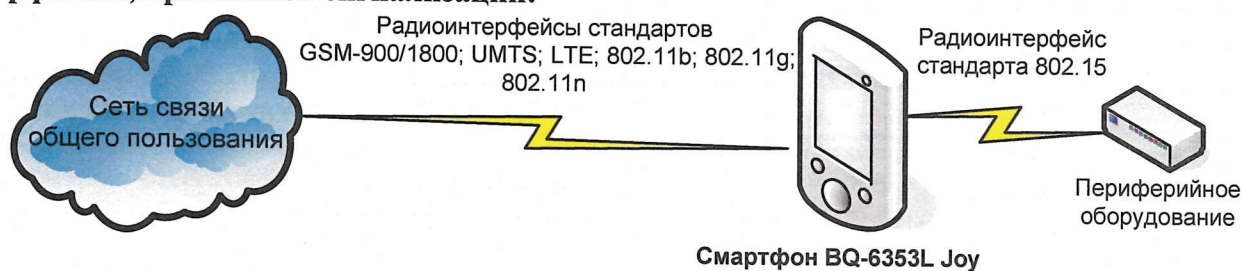 Радиоинтерфейсы стандартов
GSM-900/1800; UMTS; LTE; 802.11b; 802.11g;
802.11n
Радиоинтерфейс
стандарта 802.15
Сеть связи
общего пользования
Периферийное
оборудование
Смартфон BQ-6353L Joy